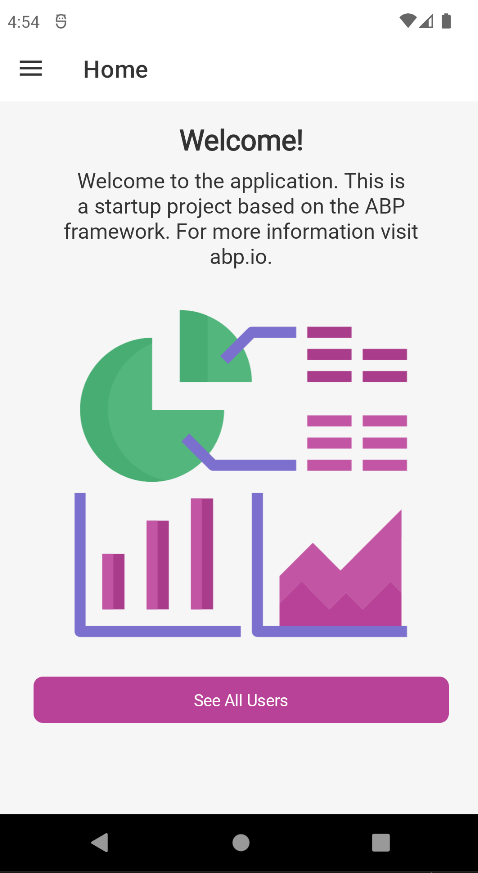 4:54
Home
Welcome!
Welcome to the application. This is
a startup project based on the ABP
framework. For more information visit
abp.io.
See All Users